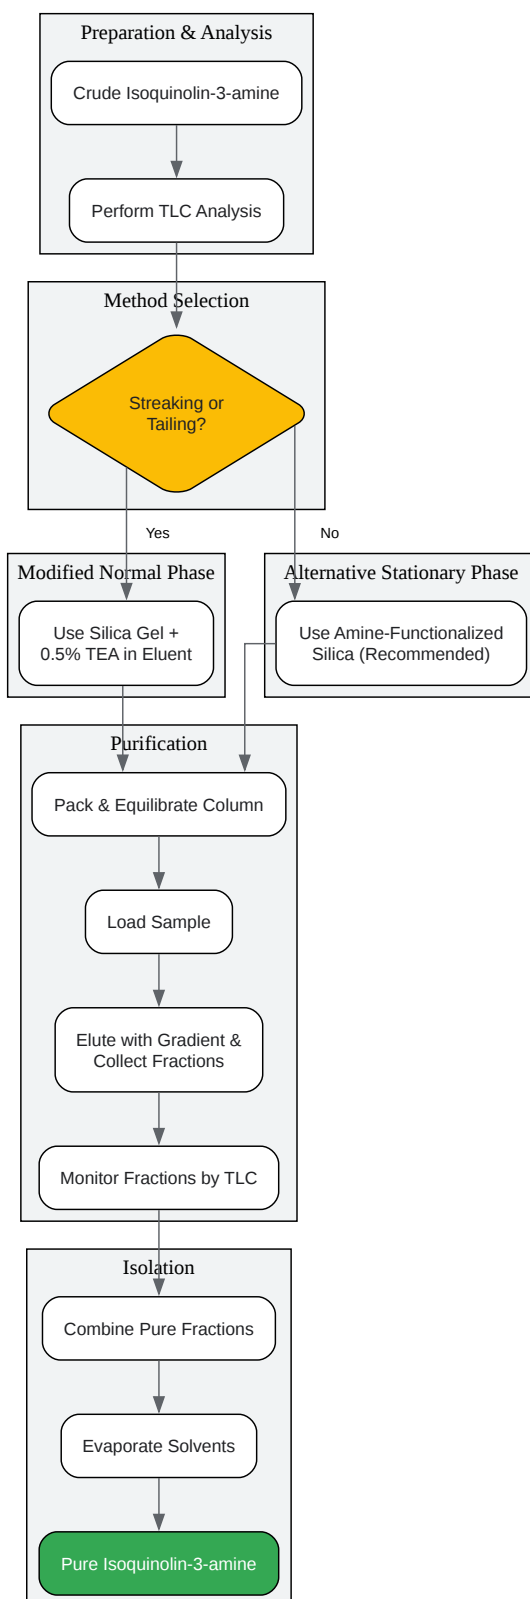 Preparation & Analysis
Crude Isoquinolin-3-amine
Perform TLC Analysis
Method Selection
Streaking or
Tailing?
Yes
No
Modified Normal Phase
Use Silica Gel +
0.5% TEA in Eluent
Alternative Stationary Phase
Use Amine-Functionalized
Silica (Recommended)
Purification
Pack & Equilibrate Column
Load Sample
Elute with Gradient &
Collect Fractions
Monitor Fractions by TLC
Isolation
Combine Pure Fractions
Evaporate Solvents
Pure Isoquinolin-3-amine